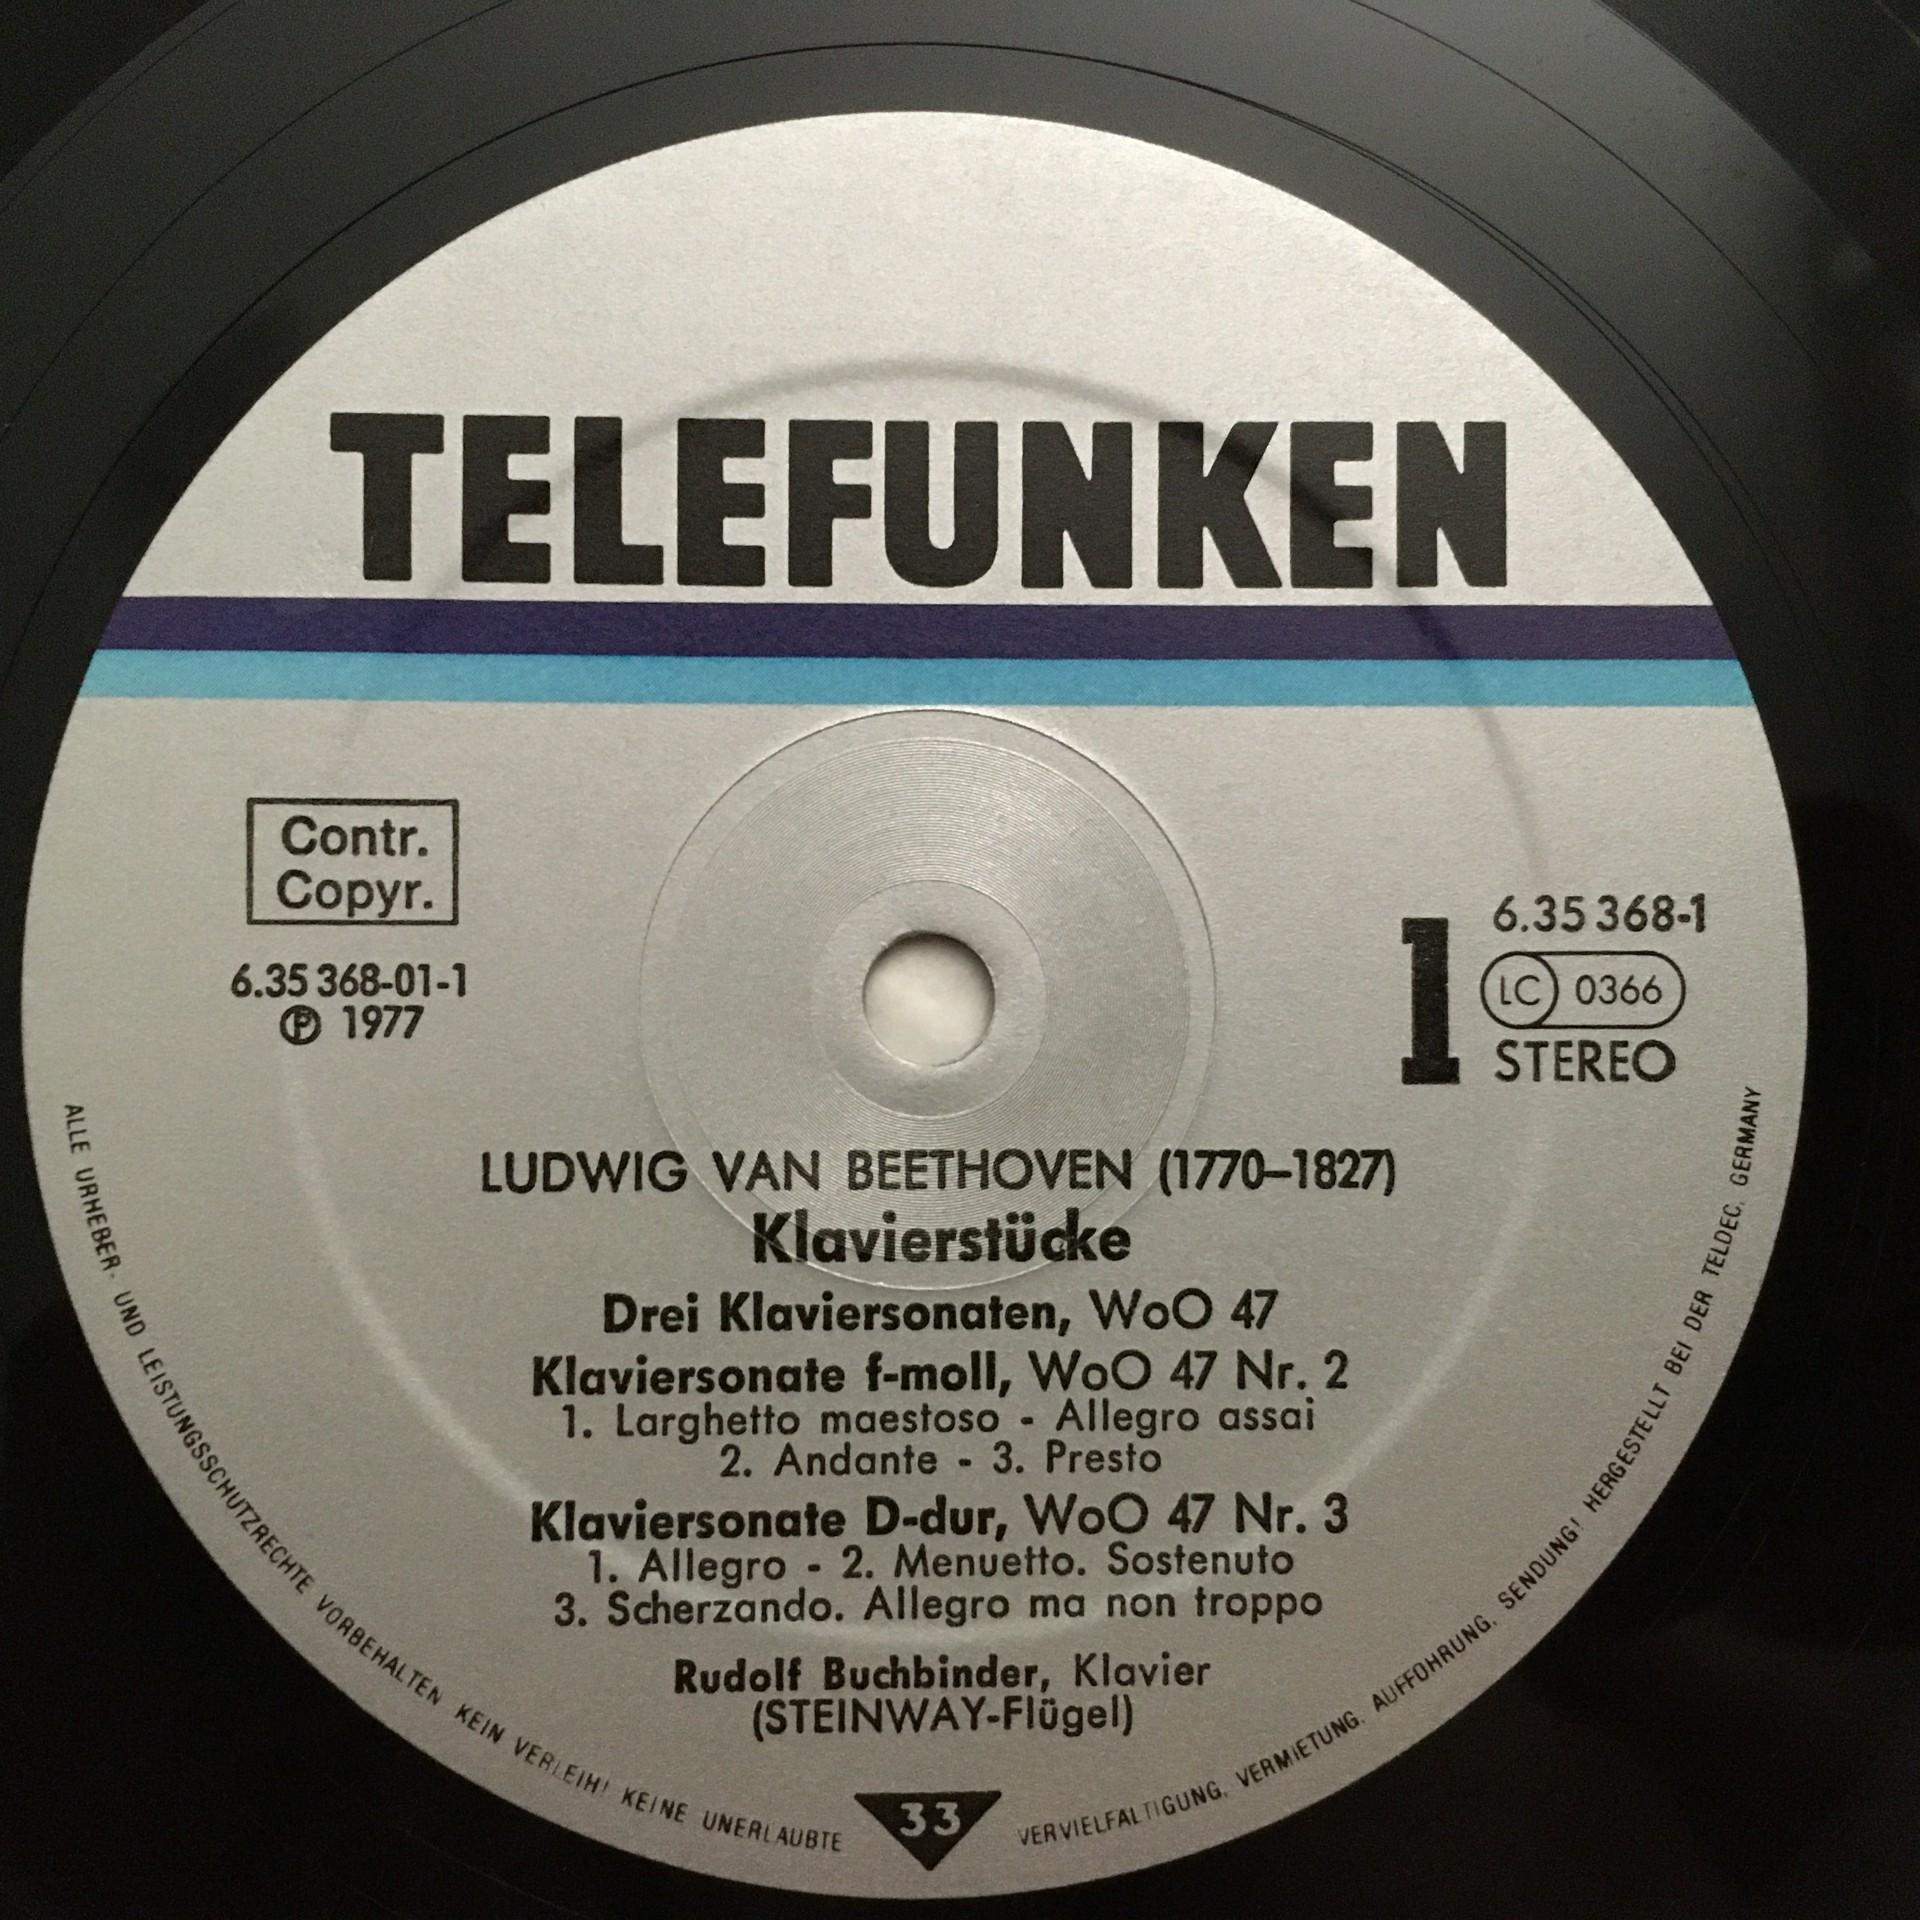 TELEFUNKEN
Contr.
Copyr.
6.35 368-01-1
Ⓟ 1977
1
6.35 368-1
LC 0366
STEREO
LUDWIG VAN BEETHOVEN (1770–1827)
Klavierstücke
Drei Klaviersonaten, WoO 47
Klaviersonate f-moll, WoO 47 Nr. 2
1. Larghetto maestoso - Allegro assai
2. Andante - 3. Presto
Klaviersonate D-dur, WoO 47 Nr. 3
1. Allegro - 2. Menuetto. Sostenuto
3. Scherzando. Allegro ma non troppo
Rudolf Buchbinder, Klavier
(STEINWAY-Flügel)
33
ALLE URHEBER- UND LEISTUNGSSCHUTZRECHTE VORBEHALTEN KEIN VERLEIH! KEINE UNERLAUBTE VERVIELFALTIGUNG, VERMIETUNG, AUFFOHRUNG, SENDUNG! HERGESTELLT BEI DER TELDEC, GERMANY